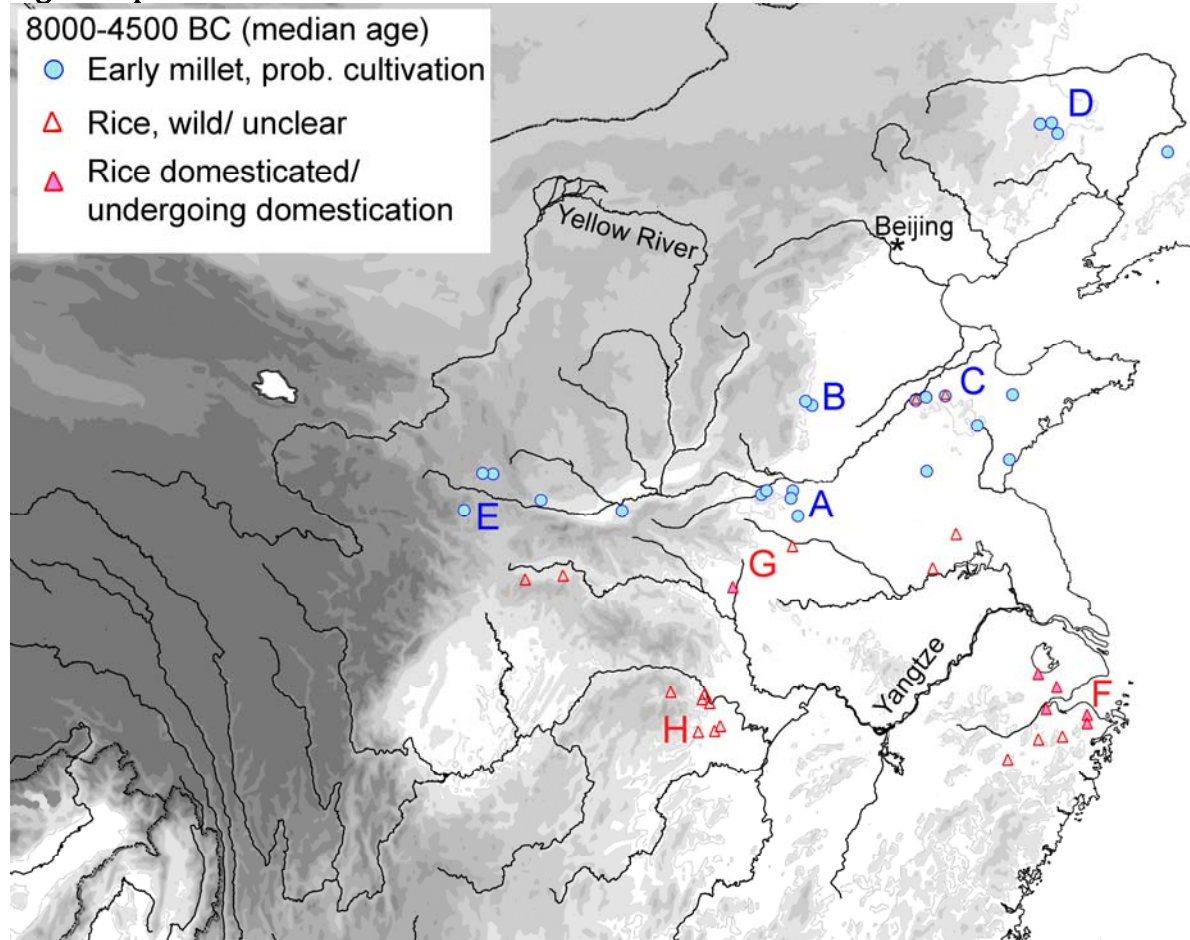 8000-4500 BC (median age)
Early millet, prob. cultivation
Rice, wild/ unclear
Rice domesticated/
undergoing domestication
D
Beijing
*
Yellow River
B
C
A
E
G
Yangtze
F
H